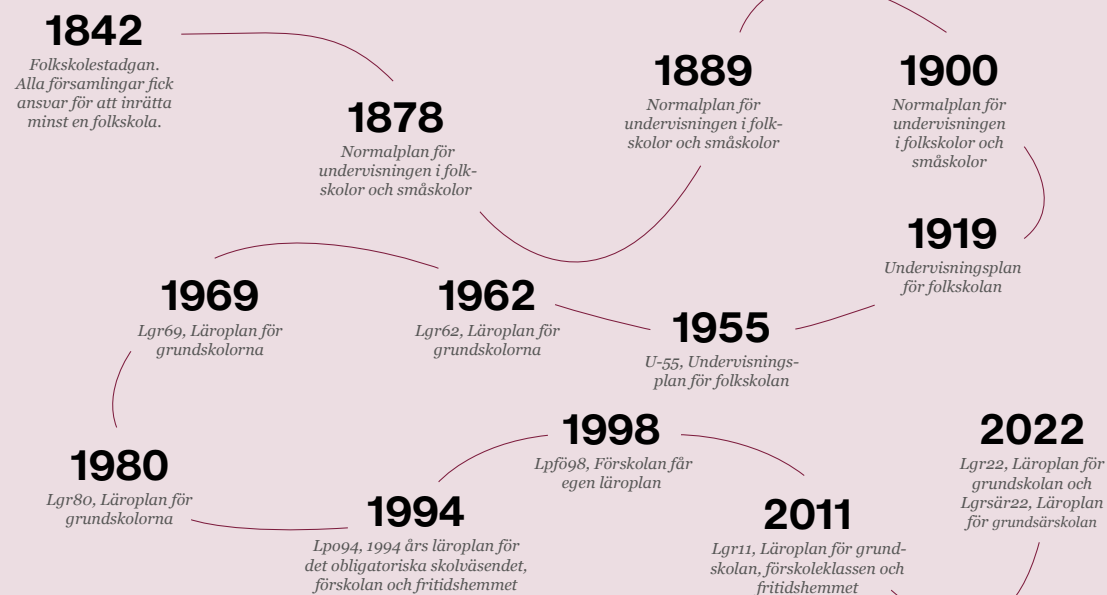 1842
Folkskolestadgan.
Alla församlingar fick
ansvar för att inrätta
minst en folkskola.
1878
Normalplan för
undervisningen i folk-
skolor och småskolor
1889
Normalplan för
undervisningen i folk-
skolor och småskolor
1900
Normalplan för
undervisningen
i folkskolor och
småskolor
1919
Undervisningsplan
för folkskolan
1955
U-55, Undervisnings-
plan för folkskolan
1962
Lgr62, Läroplan för
grundskolorna
1969
Lgr69, Läroplan för
grundskolorna
1980
Lgr80, Läroplan för
grundskolorna
1994
Lpo94, 1994 års läroplan för
det obligatoriska skolväsendet,
förskolan och fritidshemmet
1998
Lpfö98, Förskolan får
egen läroplan
2011
Lgr11, Läroplan för grund-
skolan, förskoleklassen och
fritidshemmet
2022
Lgr22, Läroplan för
grundskolan och
Lgrsär22, Läroplan
för grundsärskolan